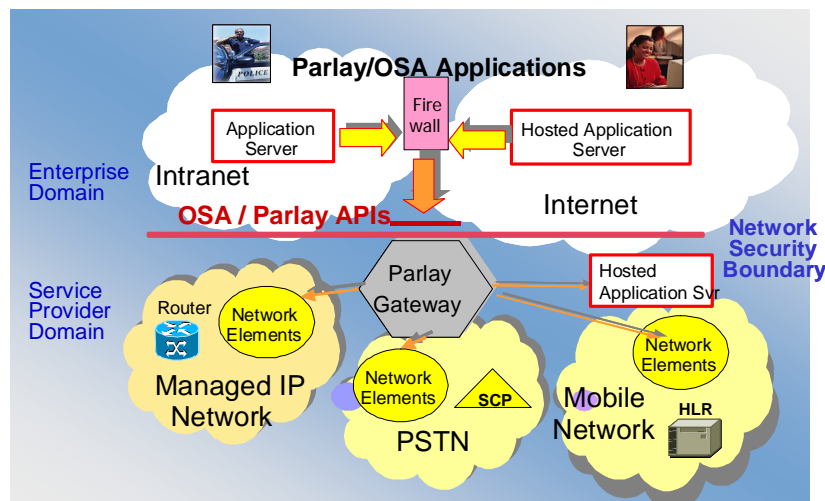 POLICE
Parlay/OSA Applications
Fire
wall
Application
Server
Hosted Application
Server
Enterprise
Domain
Intranet
Internet
OSA / Parlay APIs
Network
Security
Boundary
Parlay
Gateway
Hosted
Application Svr
Service
Provider
Domain
Router
Network
Elements
Managed IP
Network
Network
Elements
SCP
PSTN
Network
Elements
Mobile
Network
HLR